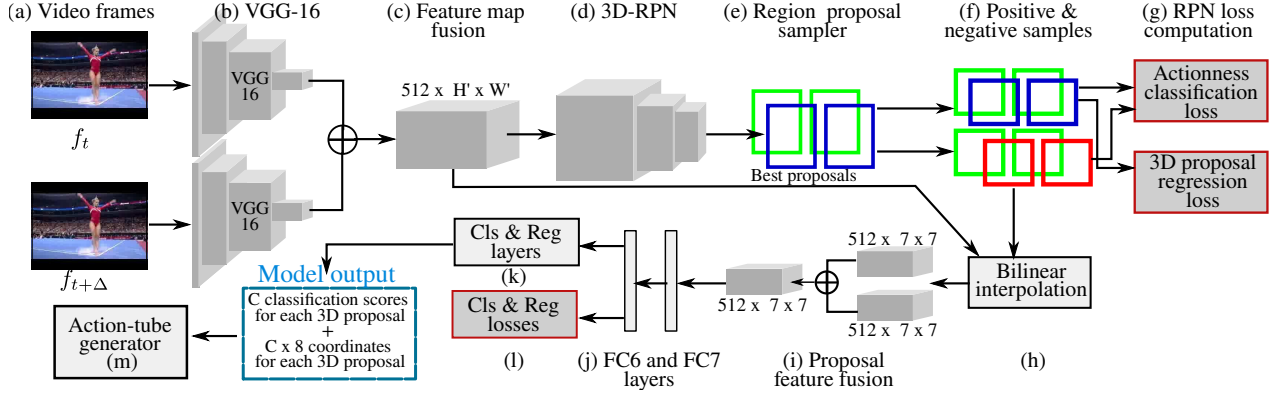 (a) Video frames
(b) VGG-16
(c) Feature map
fusion
(d) 3D-RPN
(e) Region proposal
sampler
(f) Positive &
negative samples
(g) RPN loss
computation
VGG
16
512 x H' x W'
Actionness
classification
loss
f_t
VGG
16
Best proposals
3D proposal
regression
loss
f_{t+Δ}
Model output
C classification scores
for each 3D proposal
+
C x 8 coordinates
for each 3D proposal
Action-tube
generator
(m)
Cls & Reg
layers
(k)
Cls & Reg
losses
(l)
(j) FC6 and FC7
layers
512 x 7 x 7
512 x 7 x 7
512 x 7 x 7
(i) Proposal
feature fusion
Bilinear
interpolation
(h)